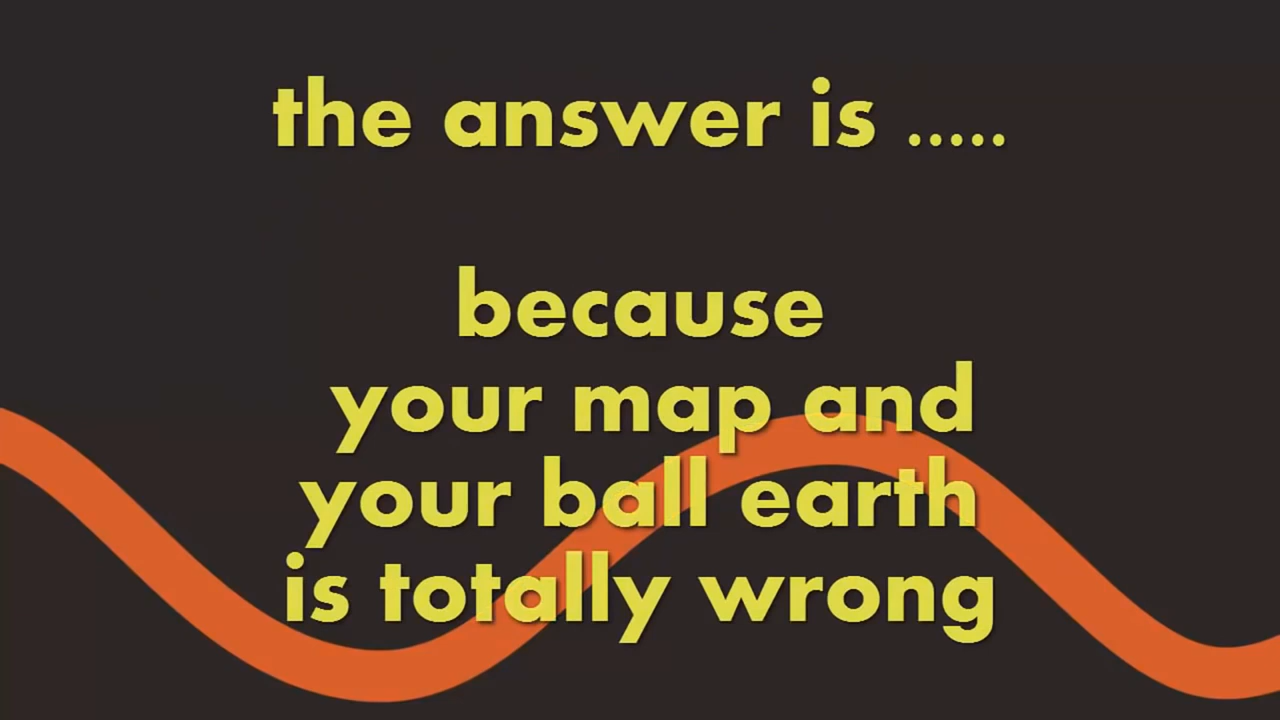 the answer is .....
because
your map and
your ball earth
is totally wrong